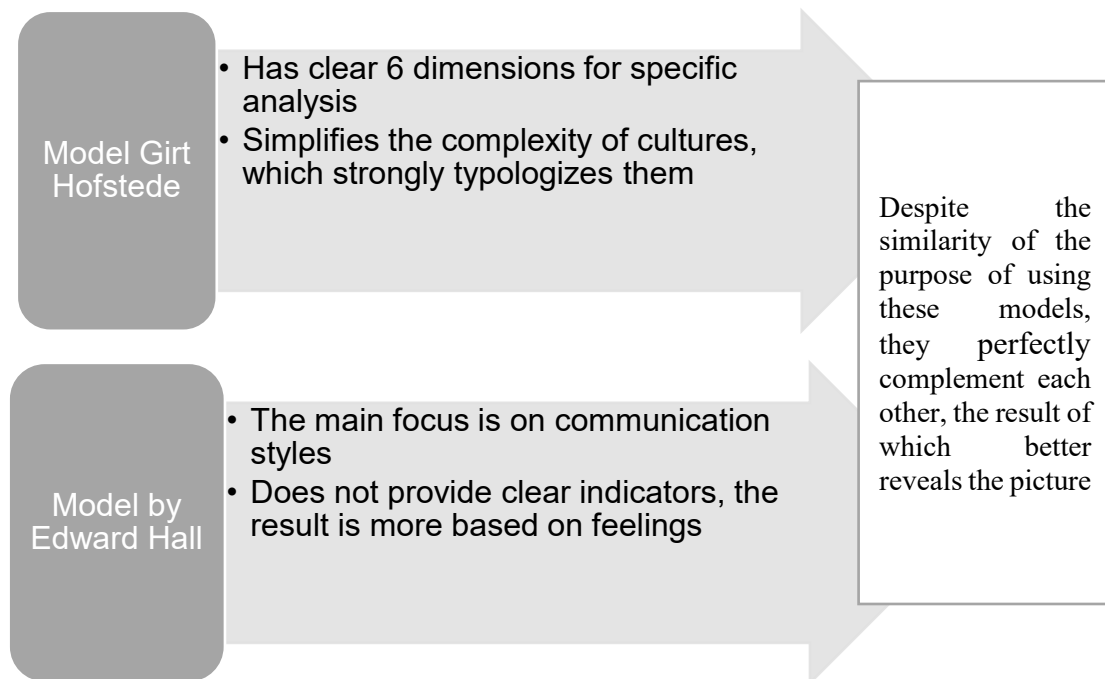 Model Girt
Hofstede
• Has clear 6 dimensions for specific
analysis
• Simplifies the complexity of cultures,
which strongly typologizes them
Model by
Edward Hall
• The main focus is on communication
styles
• Does not provide clear indicators, the
result is more based on feelings
Despite the
similarity of the
purpose of using
these models,
they perfectly
complement each
other, the result of
which better
reveals the picture